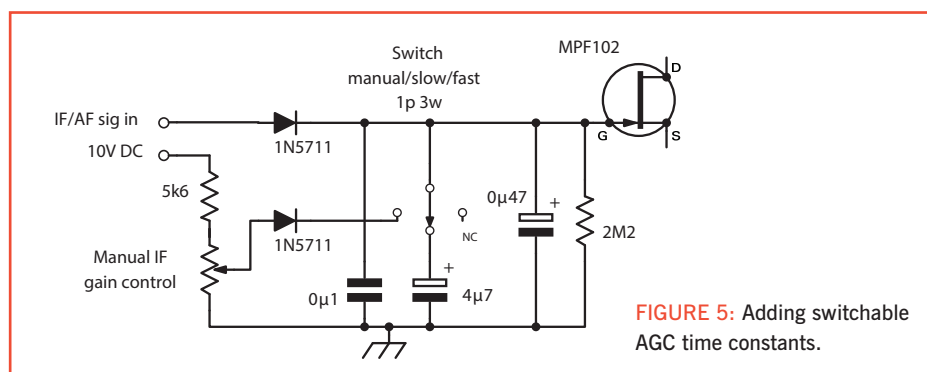 Switch
manual/slow/fast
1p 3w
MPF102
D
G
S
IF/AF sig in
1N5711
10V DC
5k6
1N5711
NC
0µ47
+
2M2
Manual IF
gain control
0µ1
+
4µ7
FIGURE 5: Adding switchable
AGC time constants.